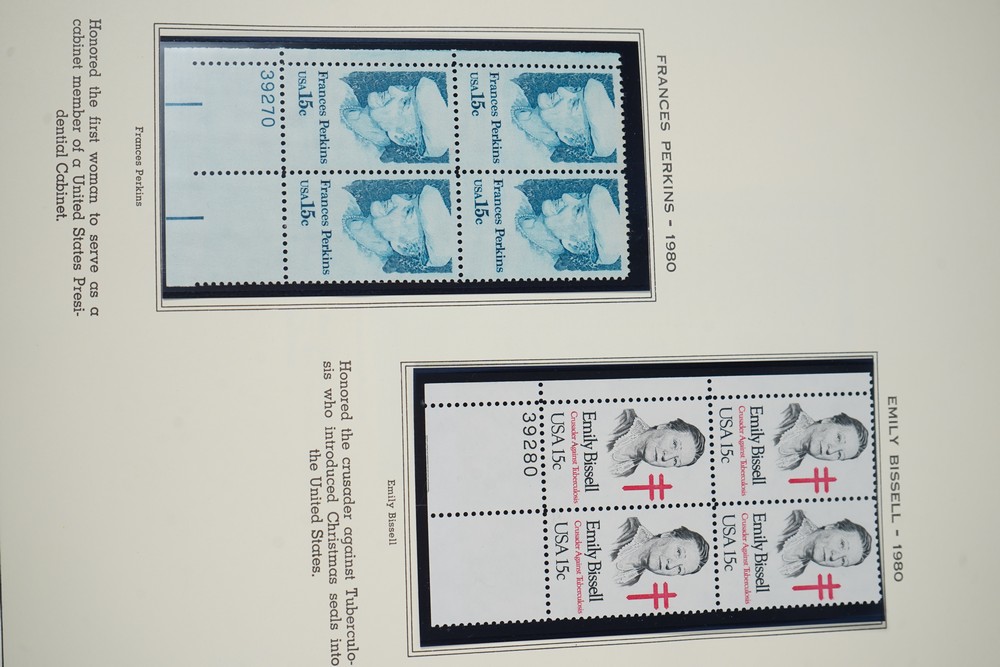 FRANCES PERKINS - 1980
Frances Perkins
USA 15c
Frances Perkins
USA 15c
Frances Perkins
USA 15c
Frances Perkins
USA 15c
39270
Frances Perkins
Honored the first woman to serve as a
cabinet member of a United States Presi-
dential Cabinet.
EMILY BISSELL - 1980
Emily Bissell
Crusader Against Tuberculosis
USA 15c
Emily Bissell
Crusader Against Tuberculosis
USA 15c
Emily Bissell
Crusader Against Tuberculosis
USA 15c
Emily Bissell
Crusader Against Tuberculosis
USA 15c
39280
Emily Bissell
Honored the crusader against Tuberculo-
sis who introduced Christmas seals into
the United States.